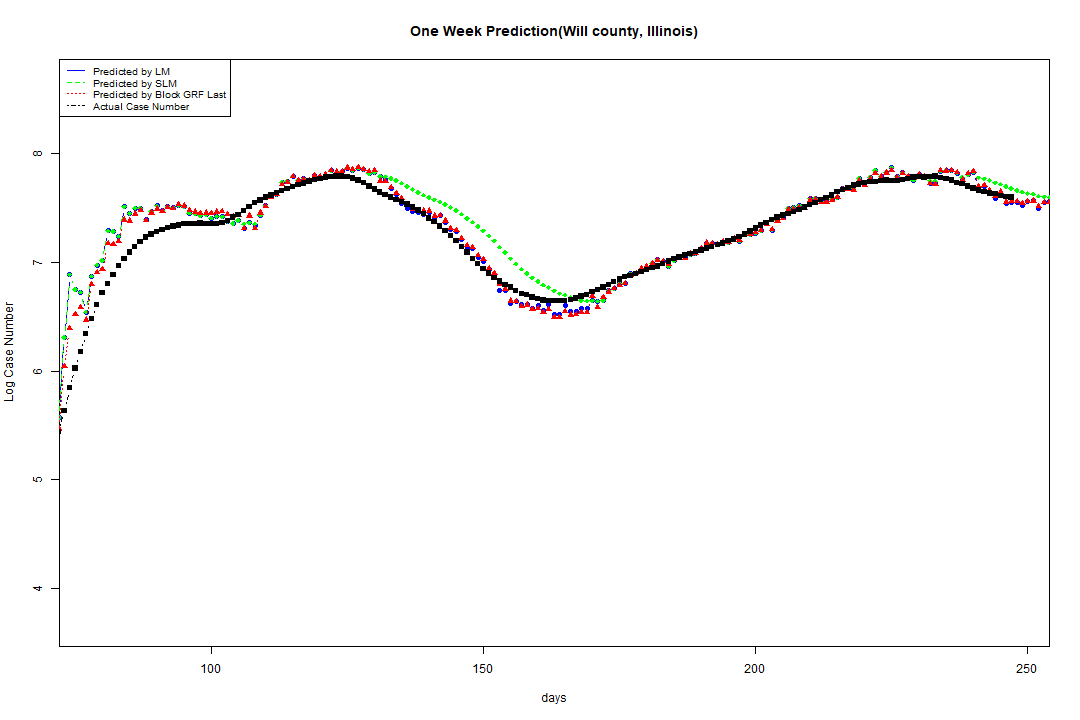 One Week Prediction(Will county, Illinois)
Predicted by LM
Predicted by SLM
Predicted by Block GRF Last
Actual Case Number
8
7
6
5
4
Log Case Number
100 150 200 250
days